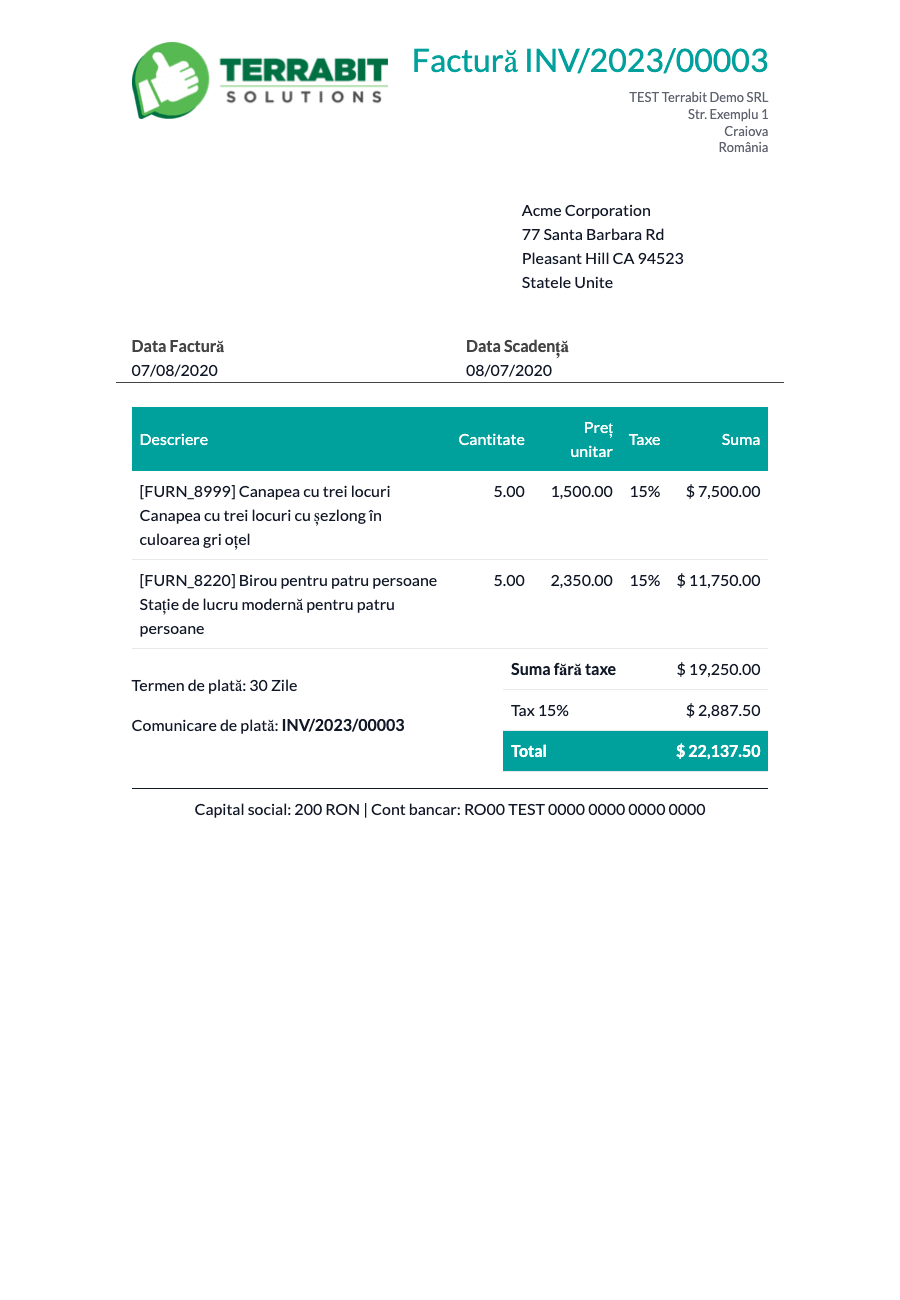 TERRABIT
SOLUTIONS
Factură INV/2023/00003
TEST Terrabit Demo SRL
Str. Exemplu 1
Craiova
România
Acme Corporation
77 Santa Barbara Rd
Pleasant Hill CA 94523
Statele Unite
Data Factură Data Scadență
07/08/2020 08/07/2020
Descriere Cantitate Preț unitar Taxe Suma
[FURN_8999] Canapea cu trei locuri 5.00 1,500.00 15% $ 7,500.00
Canapea cu trei locuri cu șezlong în
culoarea gri oțel
[FURN_8220] Birou pentru patru persoane 5.00 2,350.00 15% $ 11,750.00
Stație de lucru modernă pentru patru
persoane
Suma fără taxe $ 19,250.00
Termen de plată: 30 Zile
Tax 15% $ 2,887.50
Comunicare de plată: INV/2023/00003
Total $ 22,137.50
Capital social: 200 RON | Cont bancar: RO00 TEST 0000 0000 0000 0000